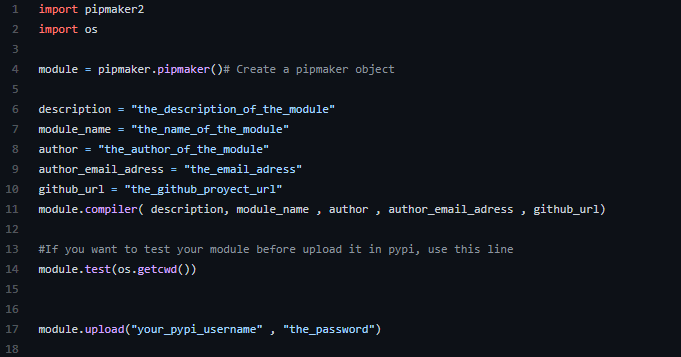 1 import pipmaker2
2 import os
3
4 module = pipmaker.pipmaker()# Create a pipmaker object
5
6 description = "the_description_of_the_module"
7 module_name = "the_name_of_the_module"
8 author = "the_author_of_the_module"
9 author_email_adress = "the_email_adress"
10 github_url = "the_github_proyect_url"
11 module.compiler( description, module_name , author , author_email_adress , github_url)
12
13 #If you want to test your module before upload it in pypi, use this line
14 module.test(os.getcwd())
15
16
17 module.upload("your_pypi_username" , "the_password")
18